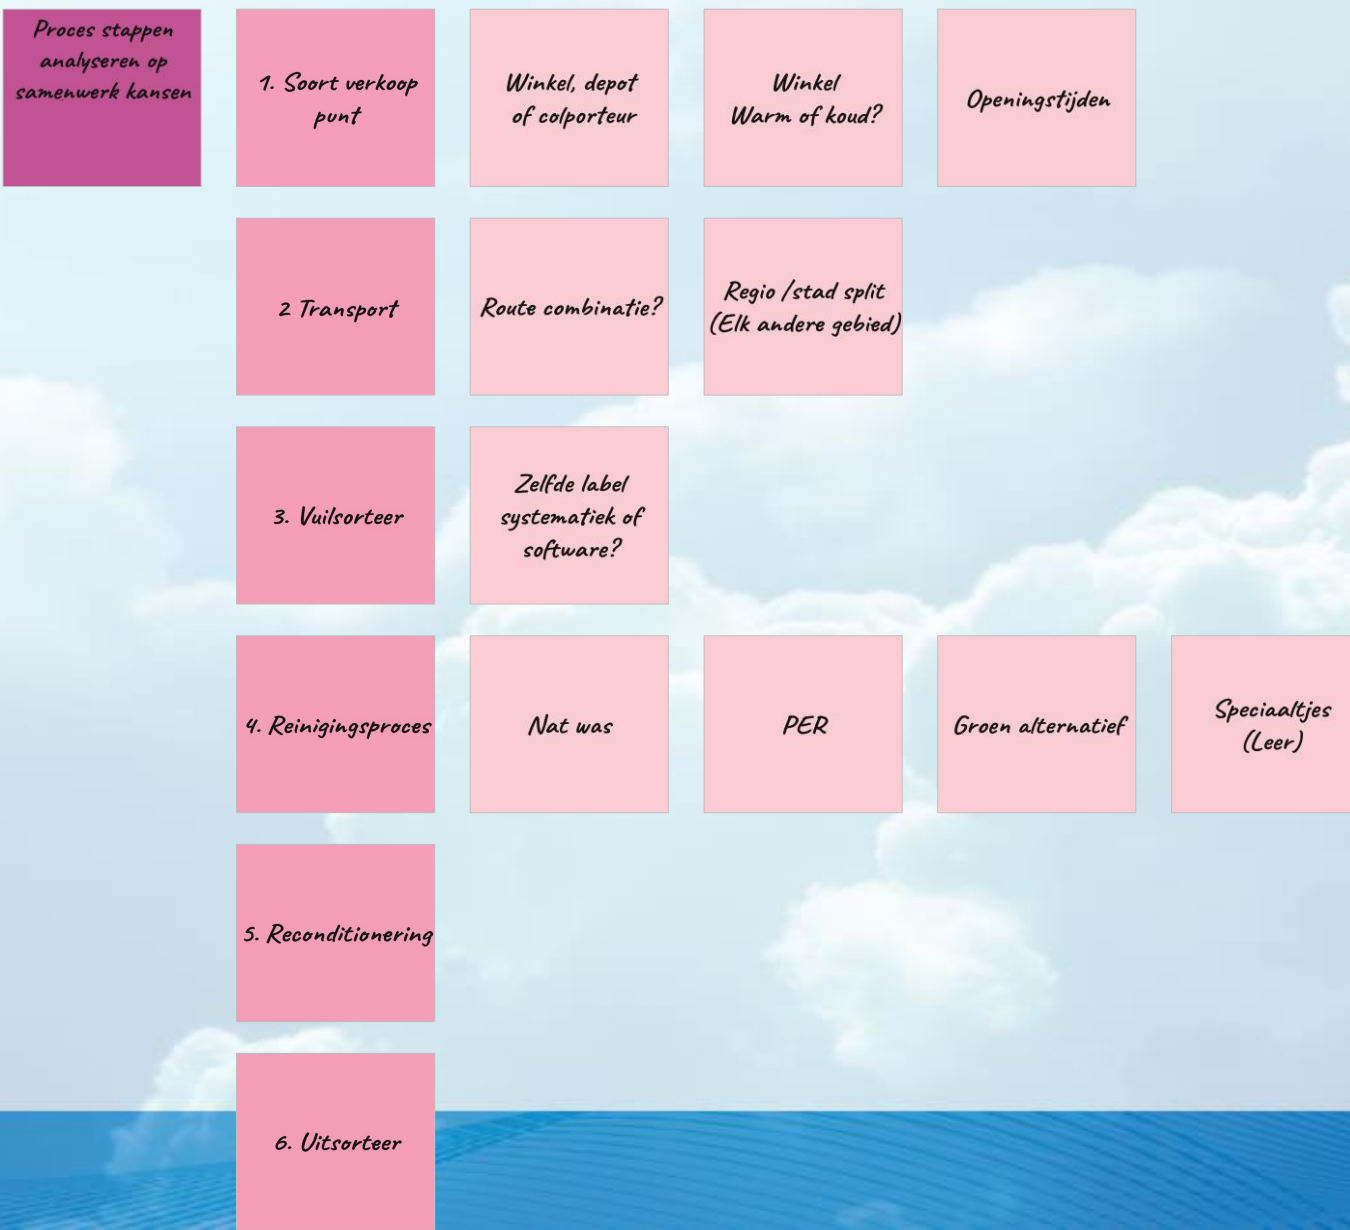 Proces stappen
analyseren op
samenwerk kansen
1. Soort verkoop
punt
Winkel, depot
of colporteur
Winkel
Warm of koud?
Openingstijden
2 Transport
Route combinatie?
Regio /stad split
(Elk andere gebied)
3. Vuilsorteer
Zelfde label
systematiek of
software?
4. Reinigingsproces
Nat was
PER
Groen alternatief
Speciaaltjes
(Leer)
5. Reconditionering
6. Uitsorteer